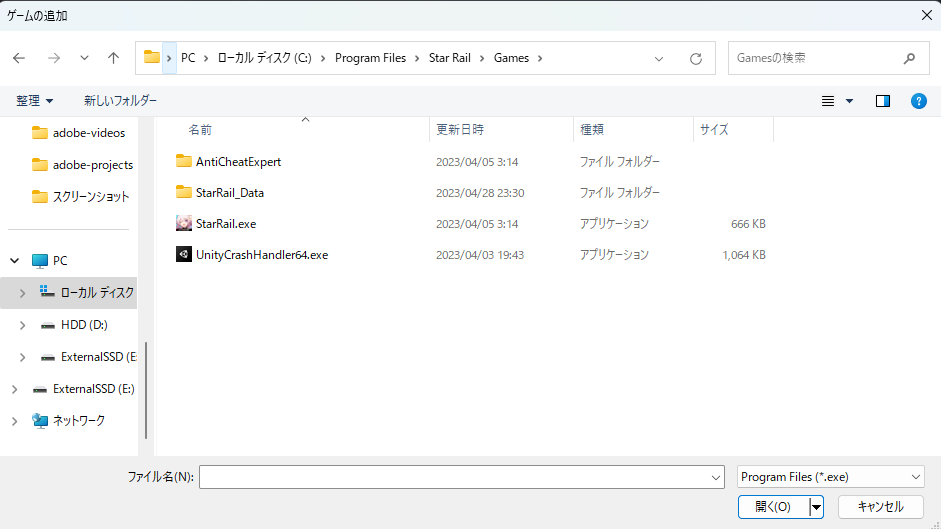 ゲームの追加
PC > ローカル ディスク (C:) > Program Files > Star Rail > Games >
Gamesの検索
整理
新しいフォルダー
adobe-videos
adobe-projects
スクリーンショット
PC
ローカル ディスク
HDD (D:)
ExternalSSD (E:
ExternalSSD (E:)
ネットワーク
名前 更新日時 種類 サイズ
AntiCheatExpert 2023/04/05 3:14 ファイル フォルダー
StarRail_Data 2023/04/28 23:30 ファイル フォルダー
StarRail.exe 2023/04/05 3:14 アプリケーション 666 KB
UnityCrashHandler64.exe 2023/04/03 19:43 アプリケーション 1,064 KB
ファイル名(N):
Program Files (*.exe)
開く(O)
キャンセル